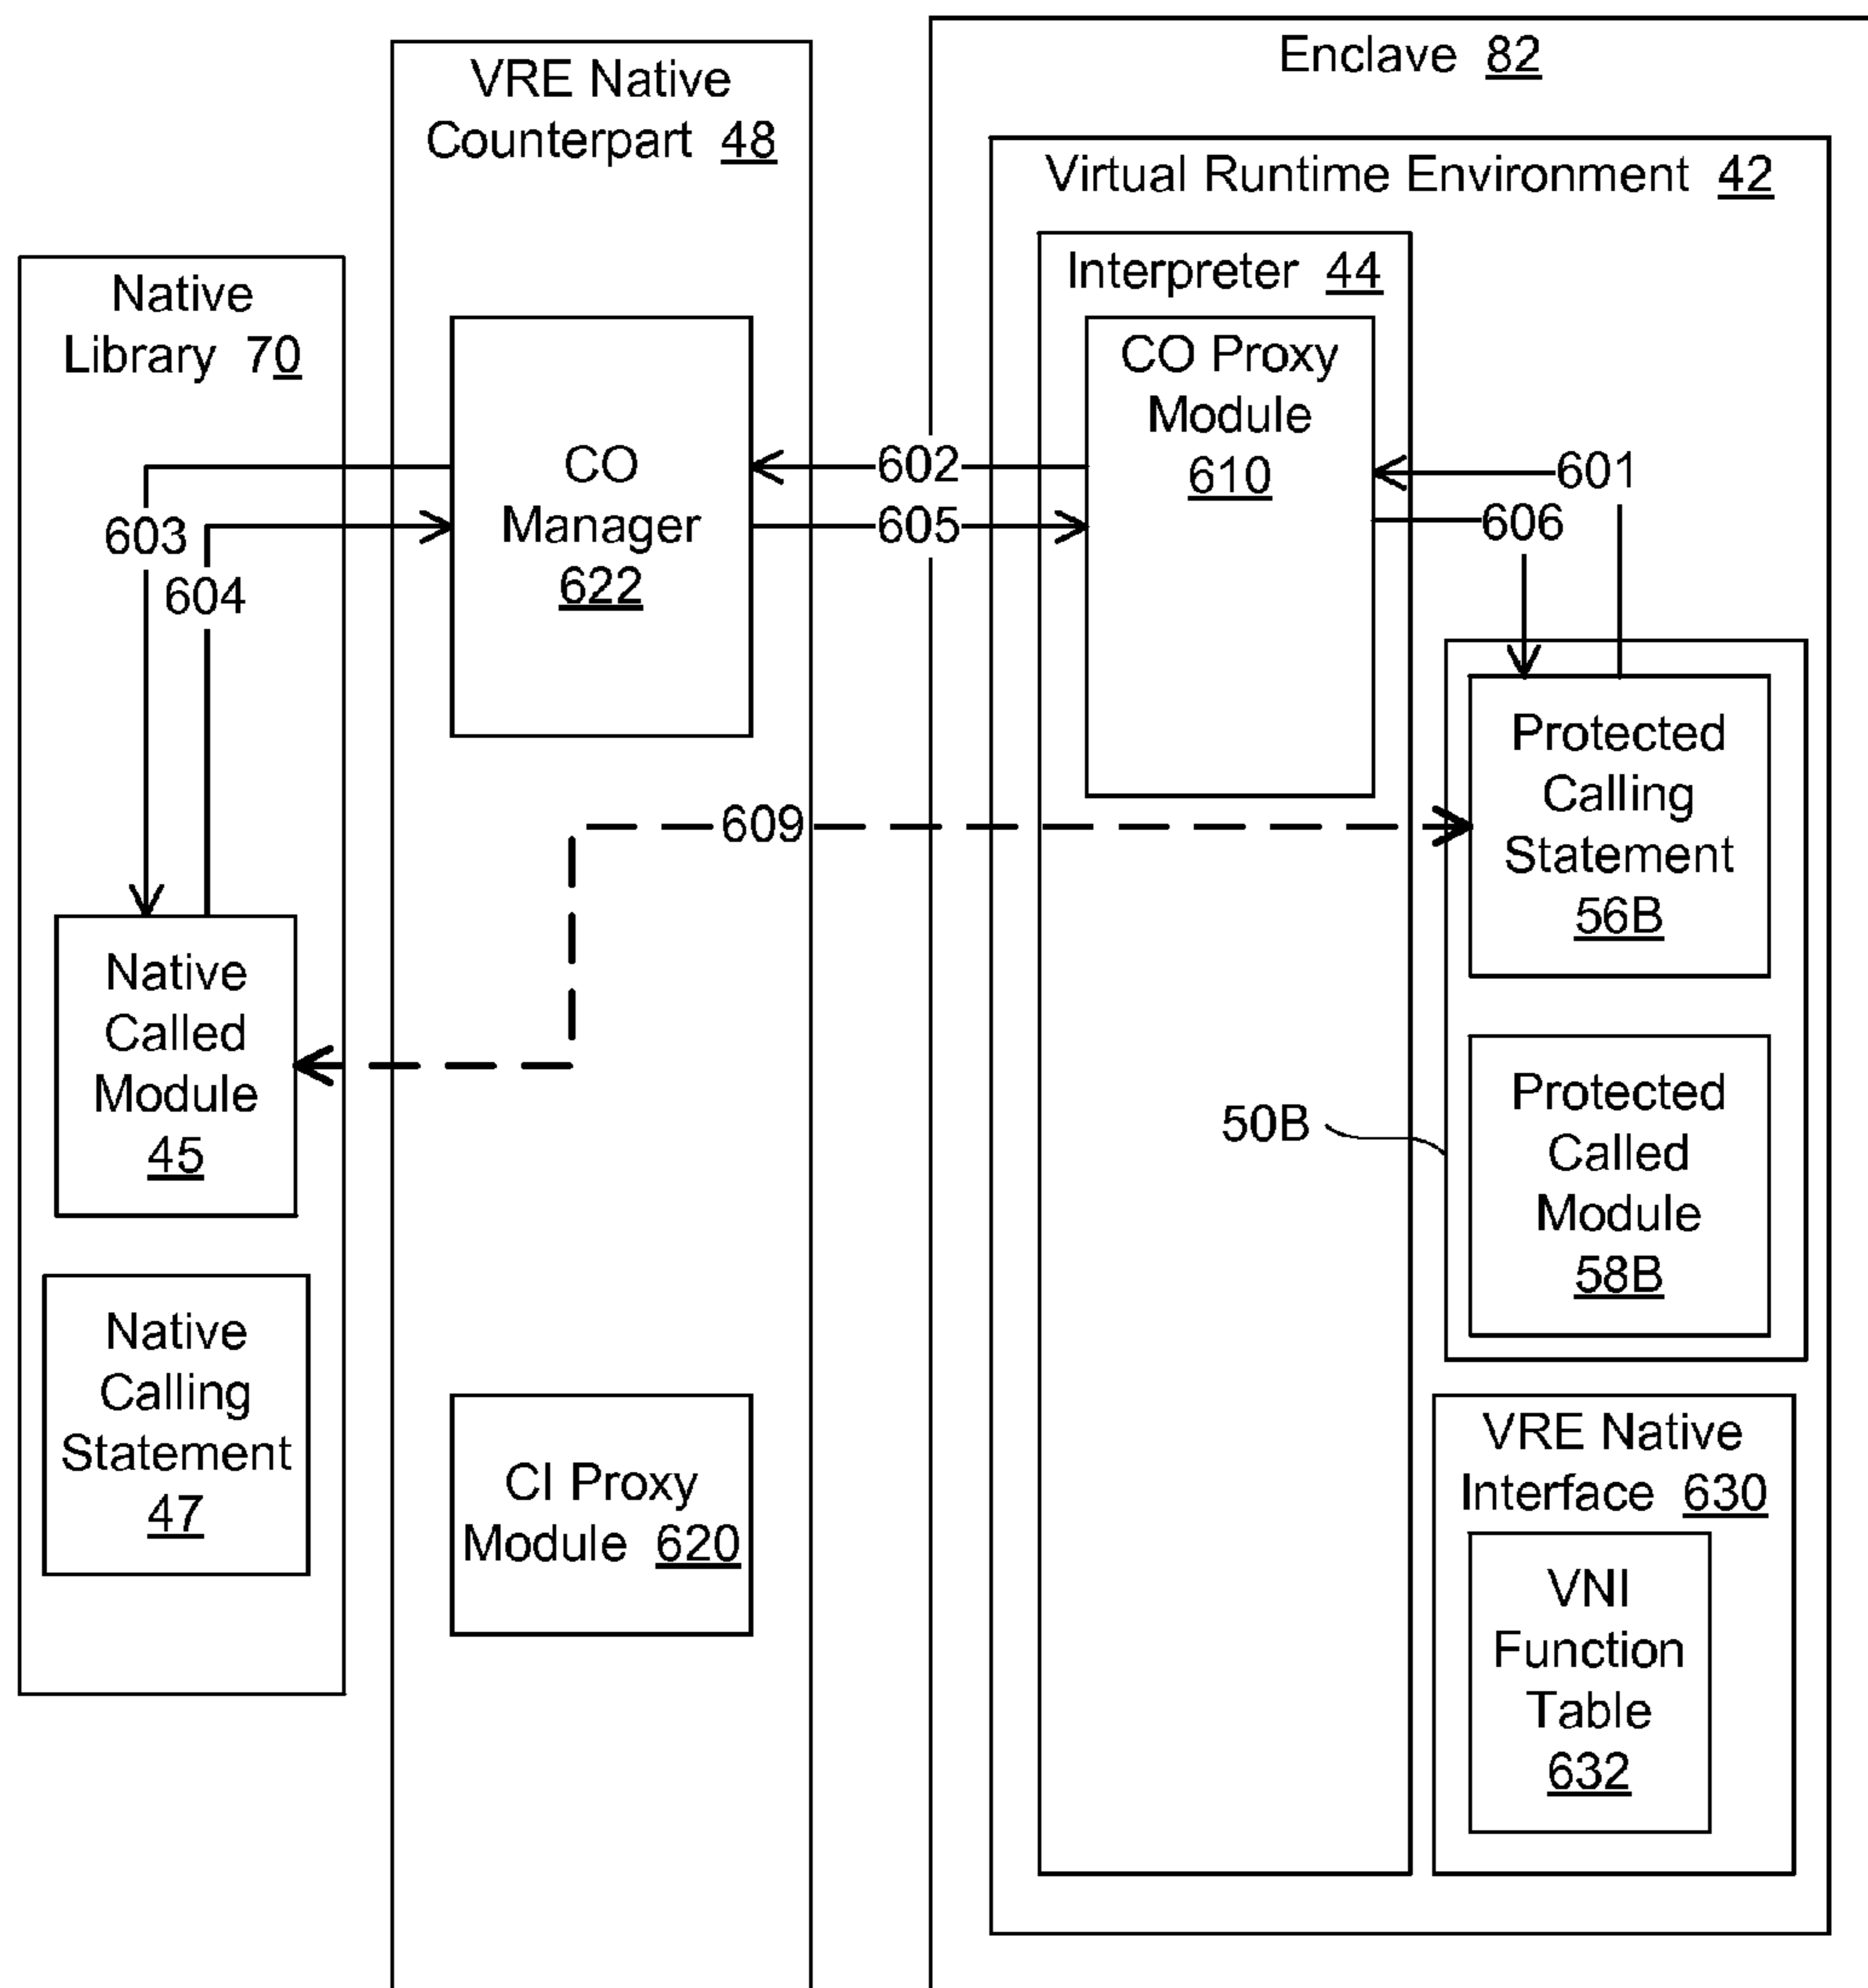 Enclave 82
VRE Native
Counterpart 48
Virtual Runtime Environment 42
Interpreter 44
Native
Library 70
CO Proxy
Module
610
CO
Manager
622
602
605
601
606
603
604
Protected
Calling
Statement
56B
609
Native
Called
Module
45
Protected
Called
Module
58B
50B
Native
Calling
Statement
47
CI Proxy
Module 620
VRE Native
Interface 630
VNI
Function
Table
632